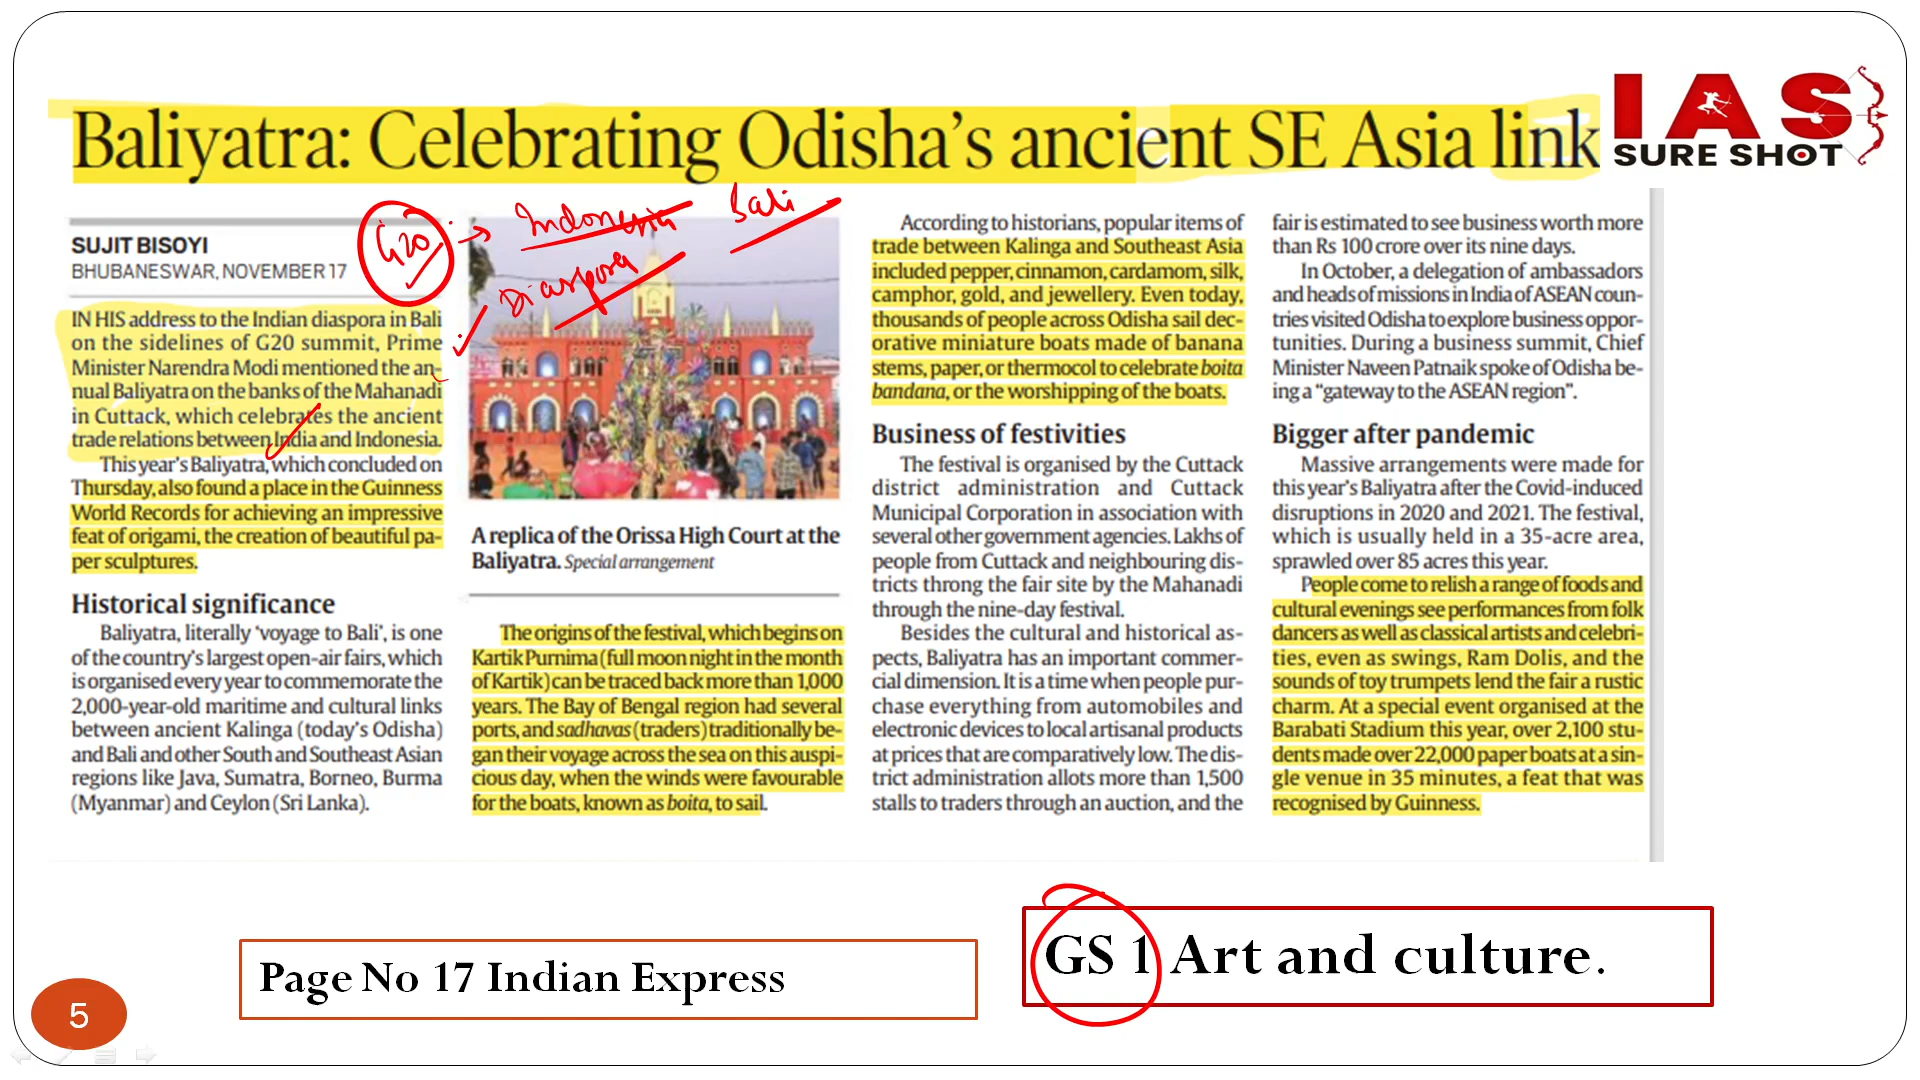 Baliyatra: Celebrating Odisha's ancient SE Asia link
IAS
SURE SHOT
G20
Indonesia
Bali
Diaspora
SUJIT BISOYI
BHUBANESWAR, NOVEMBER 17
IN HIS address to the Indian diaspora in Bali
on the sidelines of G20 summit, Prime
Minister Narendra Modi mentioned the an-
nual Baliyatra on the banks of the Mahanadi
in Cuttack, which celebrates the ancient
trade relations between India and Indonesia.
This year's Baliyatra, which concluded on
Thursday, also found a place in the Guinness
World Records for achieving an impressive
feat of origami, the creation of beautiful pa-
per sculptures.
Historical significance
Baliyatra, literally 'voyage to Bali', is one
of the country's largest open-air fairs, which
is organised every year to commemorate the
2,000-year-old maritime and cultural links
between ancient Kalinga (today's Odisha)
and Bali and other South and Southeast Asian
regions like Java, Sumatra, Borneo, Burma
(Myanmar) and Ceylon (Sri Lanka).
A replica of the Orissa High Court at the
Baliyatra. Special arrangement
The origins of the festival, which begins on
Kartik Purnima (full moon night in the month
of Kartik) can be traced back more than 1,000
years. The Bay of Bengal region had several
ports, and sadhavas (traders) traditionally be-
gan their voyage across the sea on this auspi-
cious day, when the winds were favourable
for the boats, known as boita, to sail.
According to historians, popular items of
trade between Kalinga and Southeast Asia
included pepper, cinnamon, cardamom, silk,
camphor, gold, and jewellery. Even today,
thousands of people across Odisha sail dec-
orative miniature boats made of banana
stems, paper, or thermocol to celebrate boita
bandana, or the worshipping of the boats.
Business of festivities
The festival is organised by the Cuttack
district administration and Cuttack
Municipal Corporation in association with
several other government agencies. Lakhs of
people from Cuttack and neighbouring dis-
tricts throng the fair site by the Mahanadi
through the nine-day festival.
Besides the cultural and historical as-
pects, Baliyatra has an important commer-
cial dimension. It is a time when people pur-
chase everything from automobiles and
electronic devices to local artisanal products
at prices that are comparatively low. The dis-
trict administration allots more than 1,500
stalls to traders through an auction, and the
fair is estimated to see business worth more
than Rs 100 crore over its nine days.
In October, a delegation of ambassadors
and heads of missions in India of ASEAN coun-
tries visited Odisha to explore business oppor-
tunities. During a business summit, Chief
Minister Naveen Patnaik spoke of Odisha be-
ing a "gateway to the ASEAN region".
Bigger after pandemic
Massive arrangements were made for
this year's Baliyatra after the Covid-induced
disruptions in 2020 and 2021. The festival,
which is usually held in a 35-acre area,
sprawled over 85 acres this year.
People come to relish a range of foods and
cultural evenings see performances from folk
dancers as well as classical artists and celebri-
ties, even as swings, Ram Dolis, and the
sounds of toy trumpets lend the fair a rustic
charm. At a special event organised at the
Barabati Stadium this year, over 2,100 stu-
dents made over 22,000 paper boats at a sin-
gle venue in 35 minutes, a feat that was
recognised by Guinness.
Page No 17 Indian Express
GS 1 Art and culture.
5